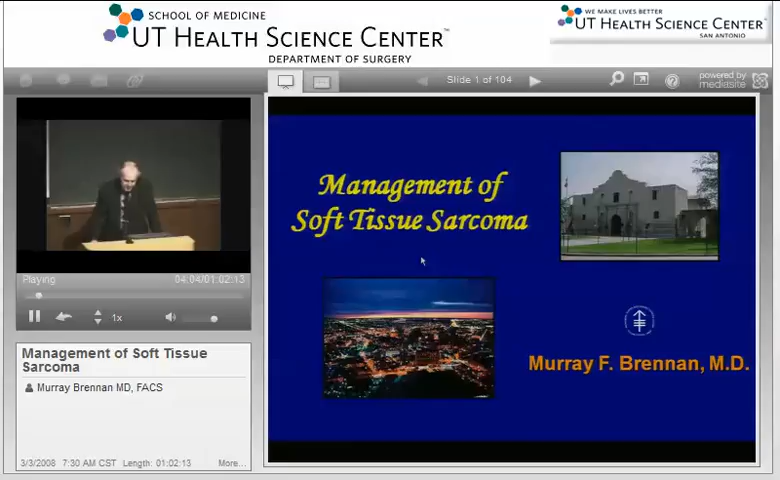 SCHOOL OF MEDICINE
UT HEALTH SCIENCE CENTER™
DEPARTMENT OF SURGERY
WE MAKE LIVES BETTER
UT HEALTH SCIENCE CENTER™
SAN ANTONIO
Slide 1 of 104
powered by
mediasite
Management of
Soft Tissue Sarcoma
Murray F. Brennan, M.D.
Playing
04:04/01:02:13
1x
Management of Soft Tissue
Sarcoma
Murray Brennan MD, FACS
3/3/2008 7:30 AM CST Length: 01:02:13 More...